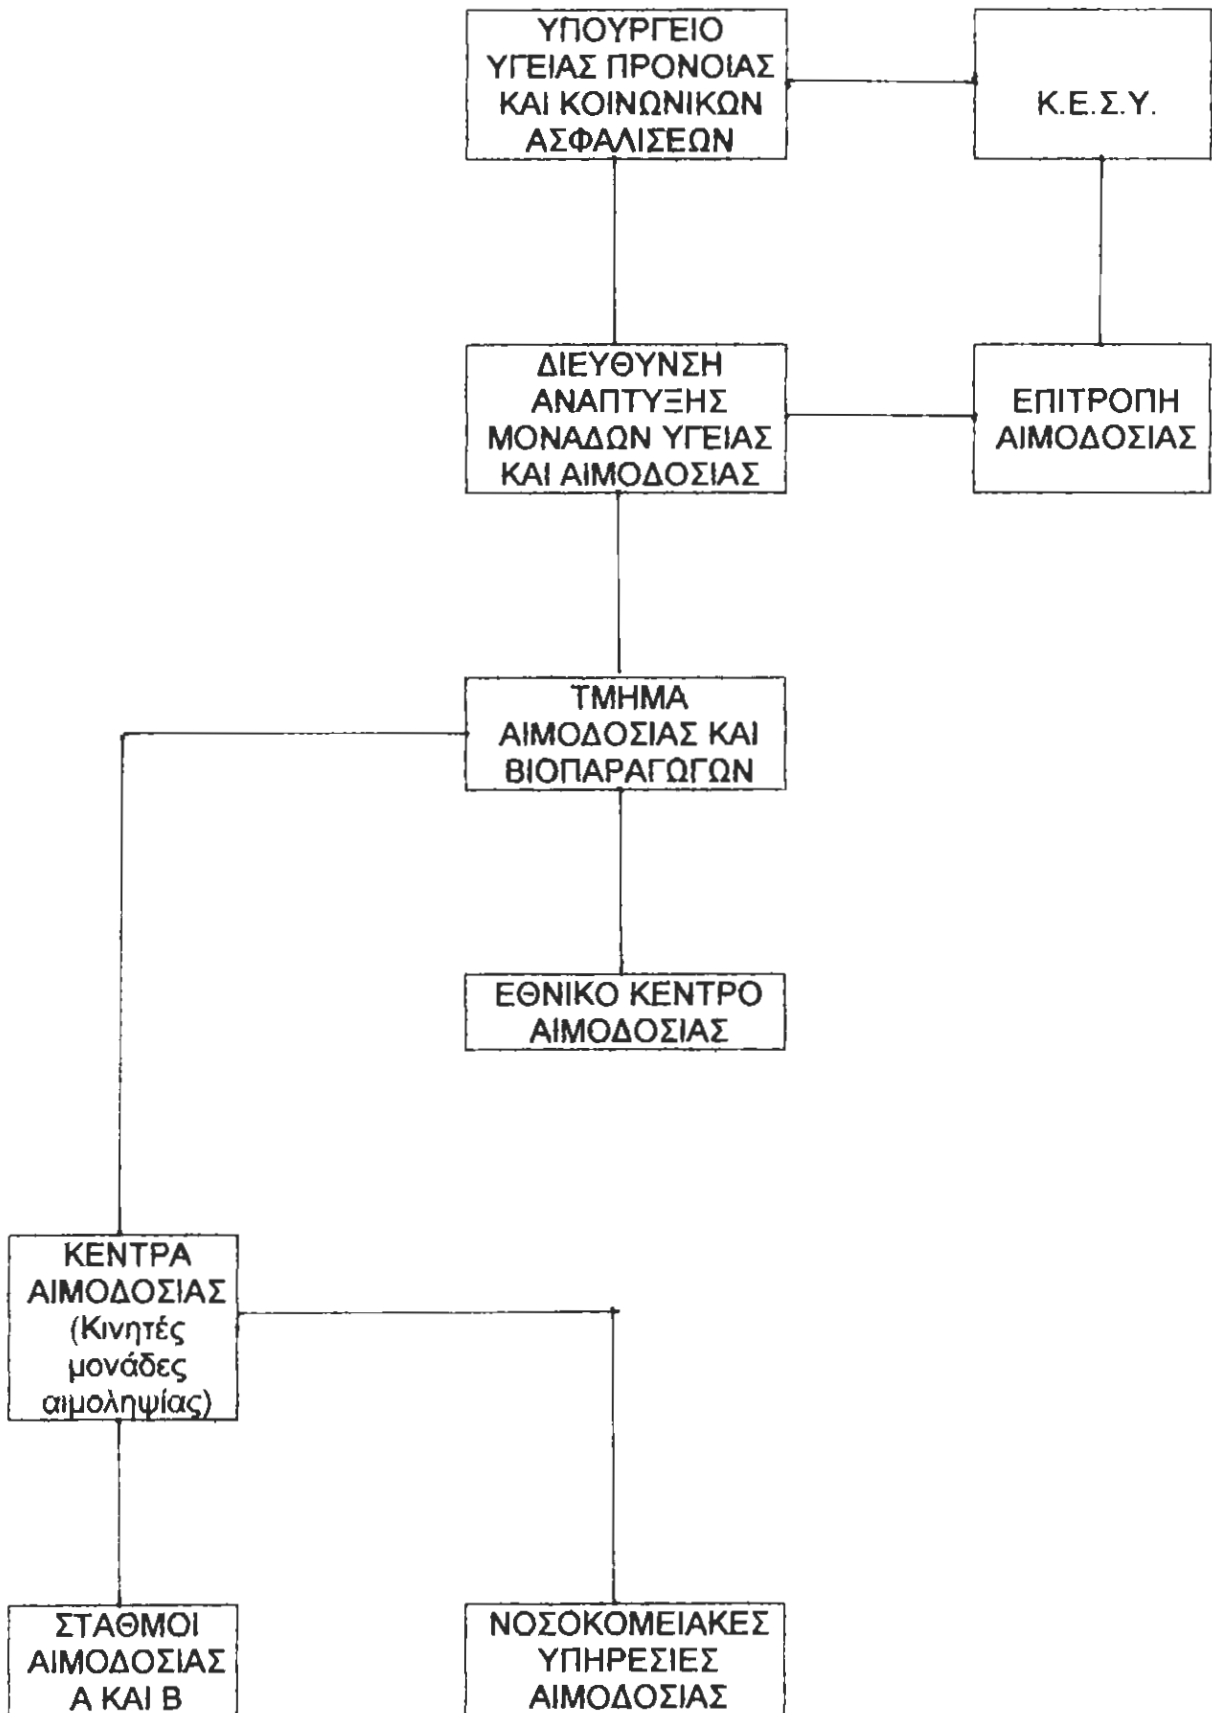 ΥΠΟΥΡΓΕΙΟ
ΥΓΕΙΑΣ ΠΡΟΝΟΙΑΣ
ΚΑΙ ΚΟΙΝΩΝΙΚΩΝ
ΑΣΦΑΛΙΣΕΩΝ
Κ.Ε.Σ.Υ.
ΔΙΕΥΘΥΝΣΗ
ΑΝΑΠΤΥΞΗΣ
ΜΟΝΑΔΩΝ ΥΓΕΙΑΣ
ΚΑΙ ΑΙΜΟΔΟΣΙΑΣ
ΕΠΙΤΡΟΠΗ
ΑΙΜΟΔΟΣΙΑΣ
ΤΜΗΜΑ
ΑΙΜΟΔΟΣΙΑΣ ΚΑΙ
ΒΙΟΠΑΡΑΓΩΓΩΝ
ΕΘΝΙΚΟ ΚΕΝΤΡΟ
ΑΙΜΟΔΟΣΙΑΣ
ΚΕΝΤΡΑ
ΑΙΜΟΔΟΣΙΑΣ
(Κινητές
μονάδες
αιμοληψίας)
ΣΤΑΘΜΟΙ
ΑΙΜΟΔΟΣΙΑΣ
Α ΚΑΙ Β
ΝΟΣΟΚΟΜΕΙΑΚΕΣ
ΥΠΗΡΕΣΙΕΣ
ΑΙΜΟΔΟΣΙΑΣ